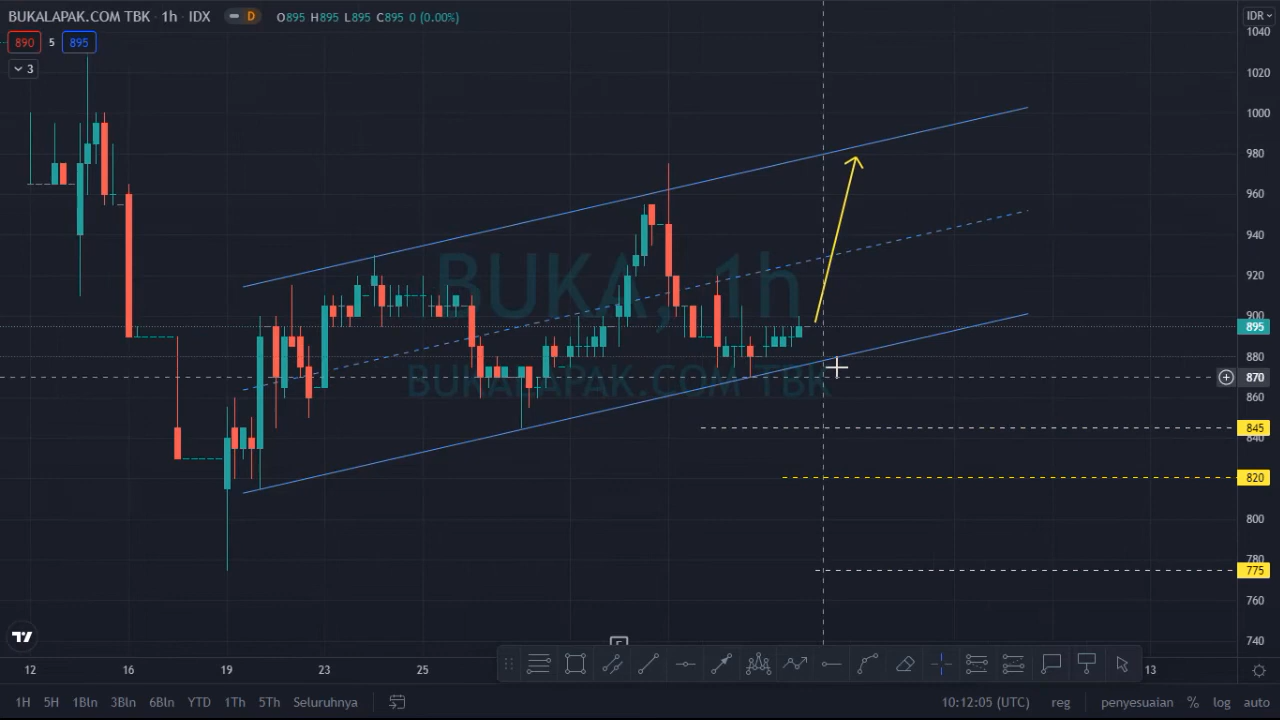 BUKALAPAK.COM TBK · 1h · IDX D O895 H895 L895 C895 0 (0.00%)
IDR
890 5 895
3
1040
1020
1000
980
960
940
920
900
895
880
870
860
845
840
820
800
780
775
760
740
BUKA, 1h
BUKALAPAK.COM TBK
E
12 16 19 23 25 13
1H 5H 1Bln 3Bln 6Bln YTD 1Th 5Th Seluruhnya 10:12:05 (UTC) reg penyesuaian % log auto